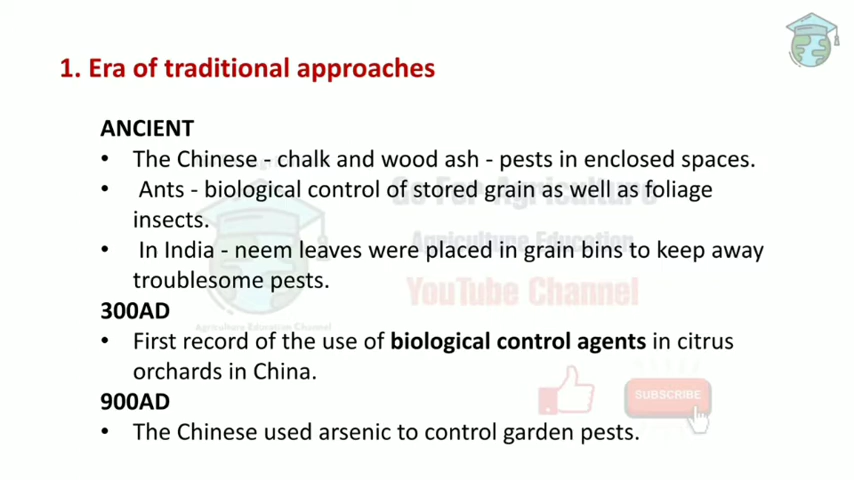 1. Era of traditional approaches
ANCIENT
• The Chinese - chalk and wood ash - pests in enclosed spaces.
• Ants - biological control of stored grain as well as foliage
insects.
• In India - neem leaves were placed in grain bins to keep away
troublesome pests.
300AD
• First record of the use of biological control agents in citrus
orchards in China.
900AD
• The Chinese used arsenic to control garden pests.
Go For Agriculture
Agriculture Education
YouTube Channel
Agriculture Education Channel
SUBSCRIBE